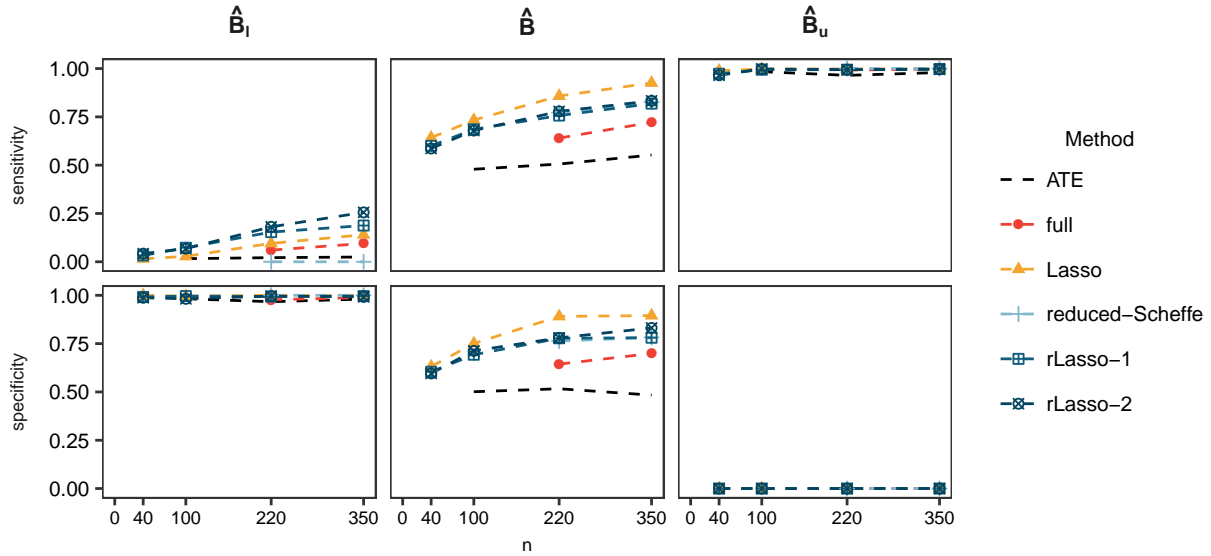 B̂ₗ
B̂
B̂ᵤ
1.00
0.75
0.50
0.25
0.00
sensitivity
1.00
0.75
0.50
0.25
0.00
specificity
0 40 100 220 350
0 40 100 220 350
0 40 100 220 350
n
Method
ATE
full
Lasso
reduced−Scheffe
rLasso−1
rLasso−2